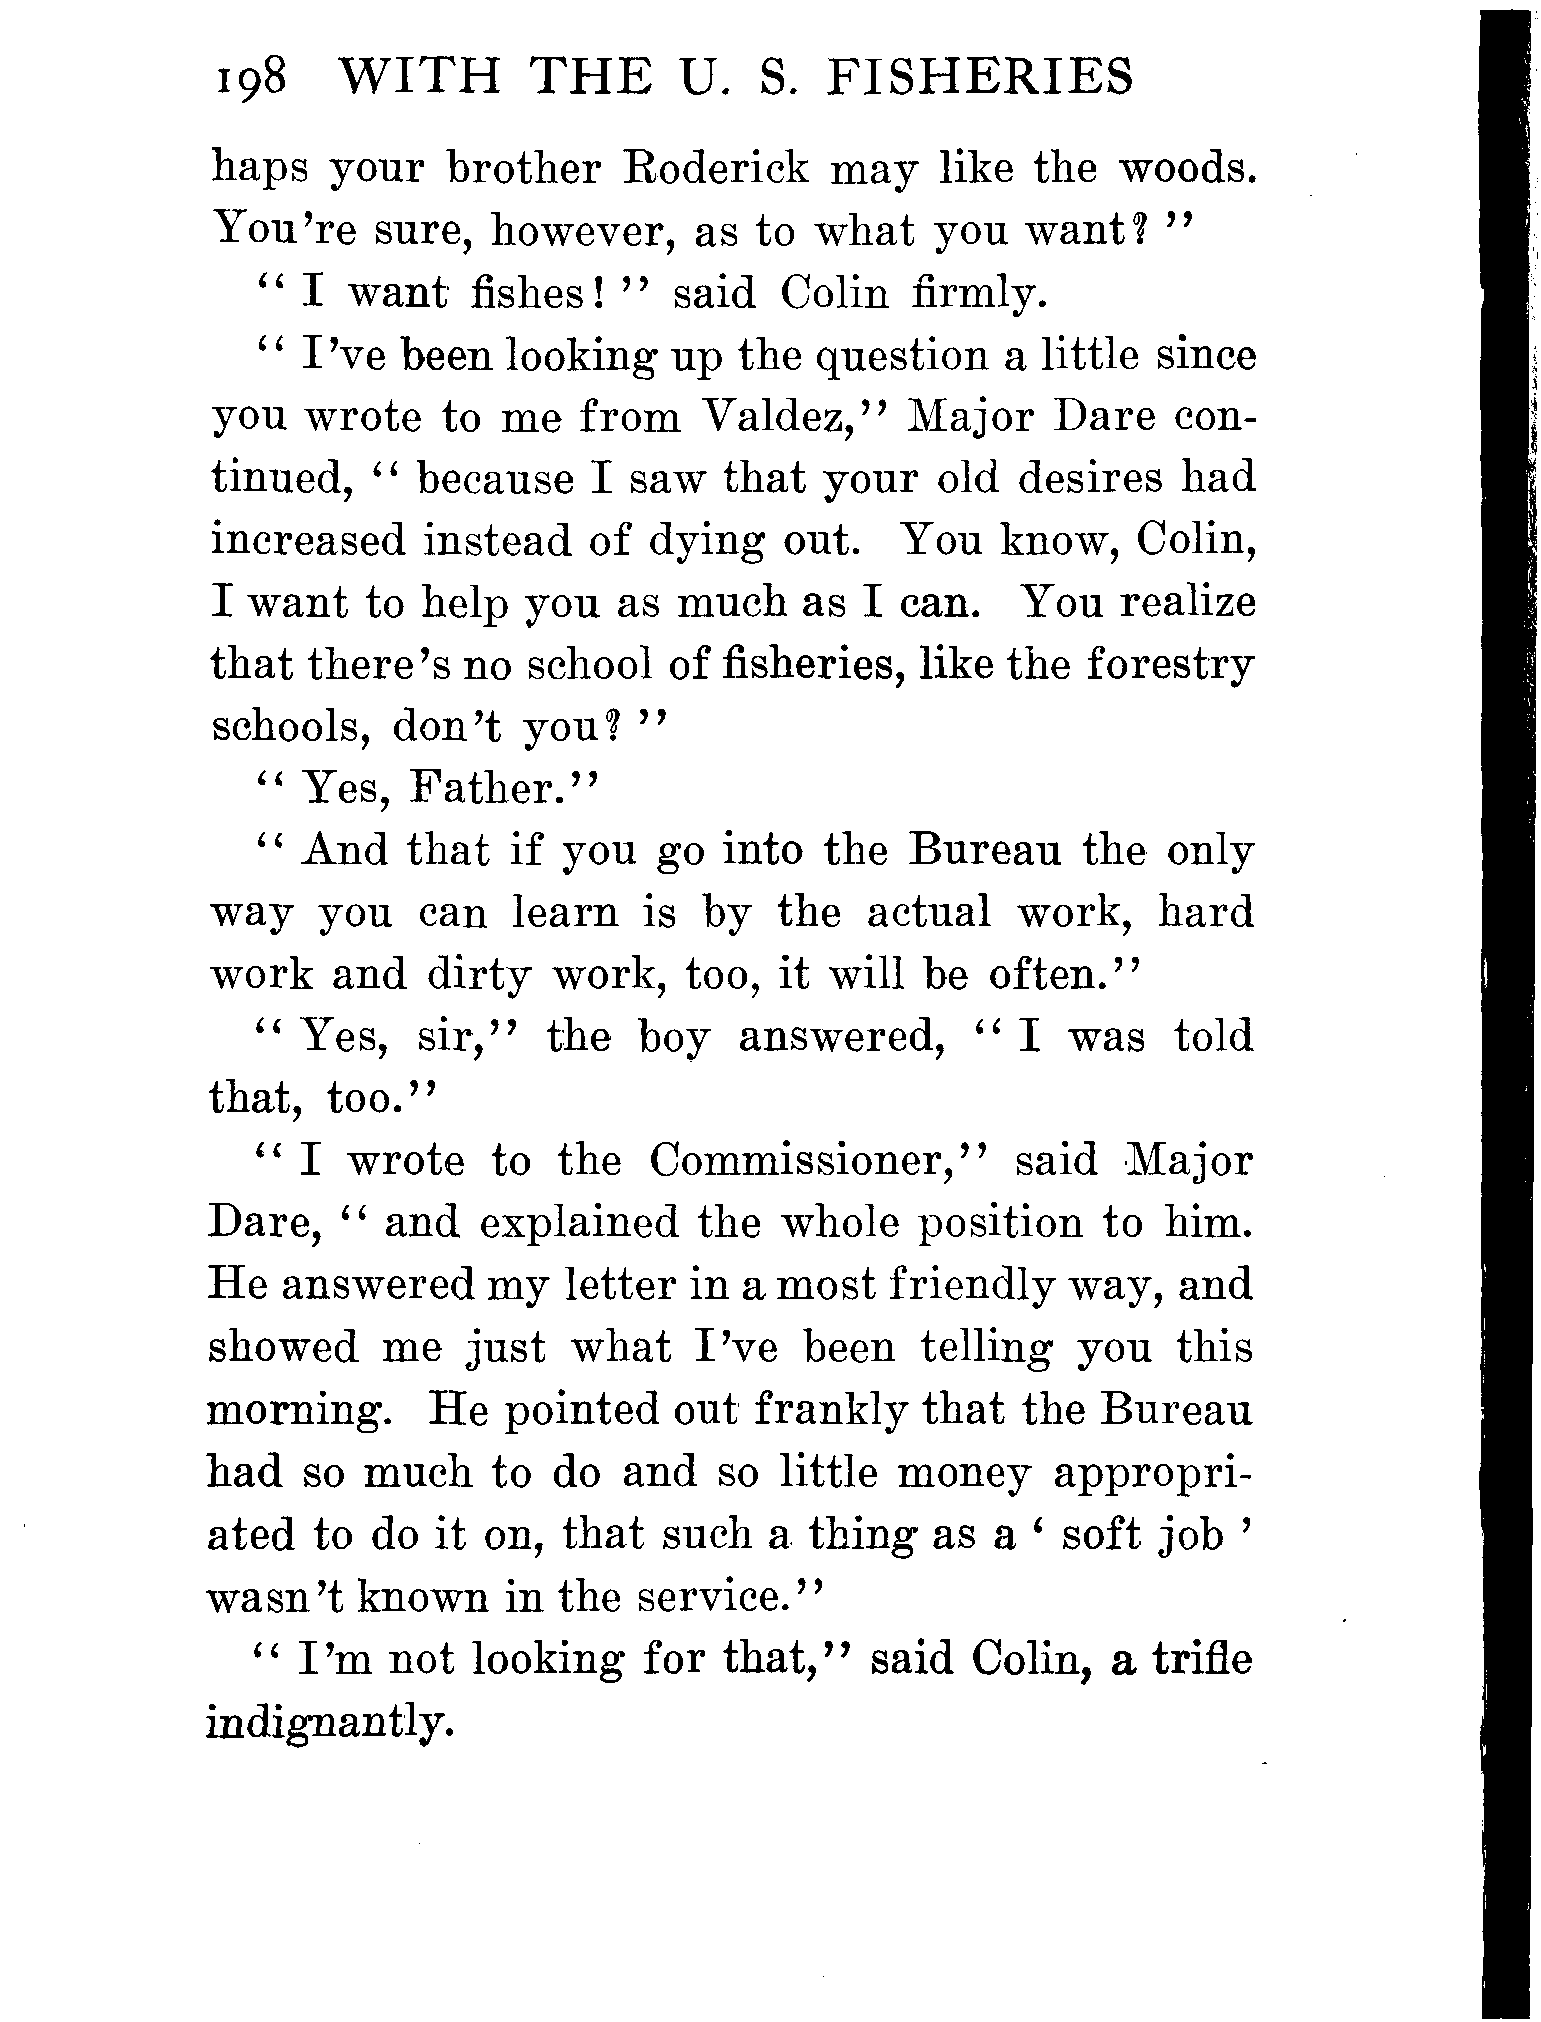 198 WITH THE U. S. FISHERIES
haps your brother Roderick may like the woods.
You're sure, however, as to what you want? "
" I want fishes! " said Colin firmly.
" I've been looking up the question a little since
you wrote to me from Valdez," Major Dare con-
tinued, " because I saw that your old desires had
increased instead of dying out. You know, Colin,
I want to help you as much as I can. You realize
that there's no school of fisheries, like the forestry
schools, don't you? "
" Yes, Father."
" And that if you go into the Bureau the only
way you can learn is by the actual work, hard
work and dirty work, too, it will be often."
" Yes, sir," the boy answered, " I was told
that, too."
" I wrote to the Commissioner," said Major
Dare, " and explained the whole position to him.
He answered my letter in a most friendly way, and
showed me just what I've been telling you this
morning. He pointed out frankly that the Bureau
had so much to do and so little money appropri-
ated to do it on, that such a thing as a ' soft job '
wasn't known in the service."
" I'm not looking for that," said Colin, a trifle
indignantly.